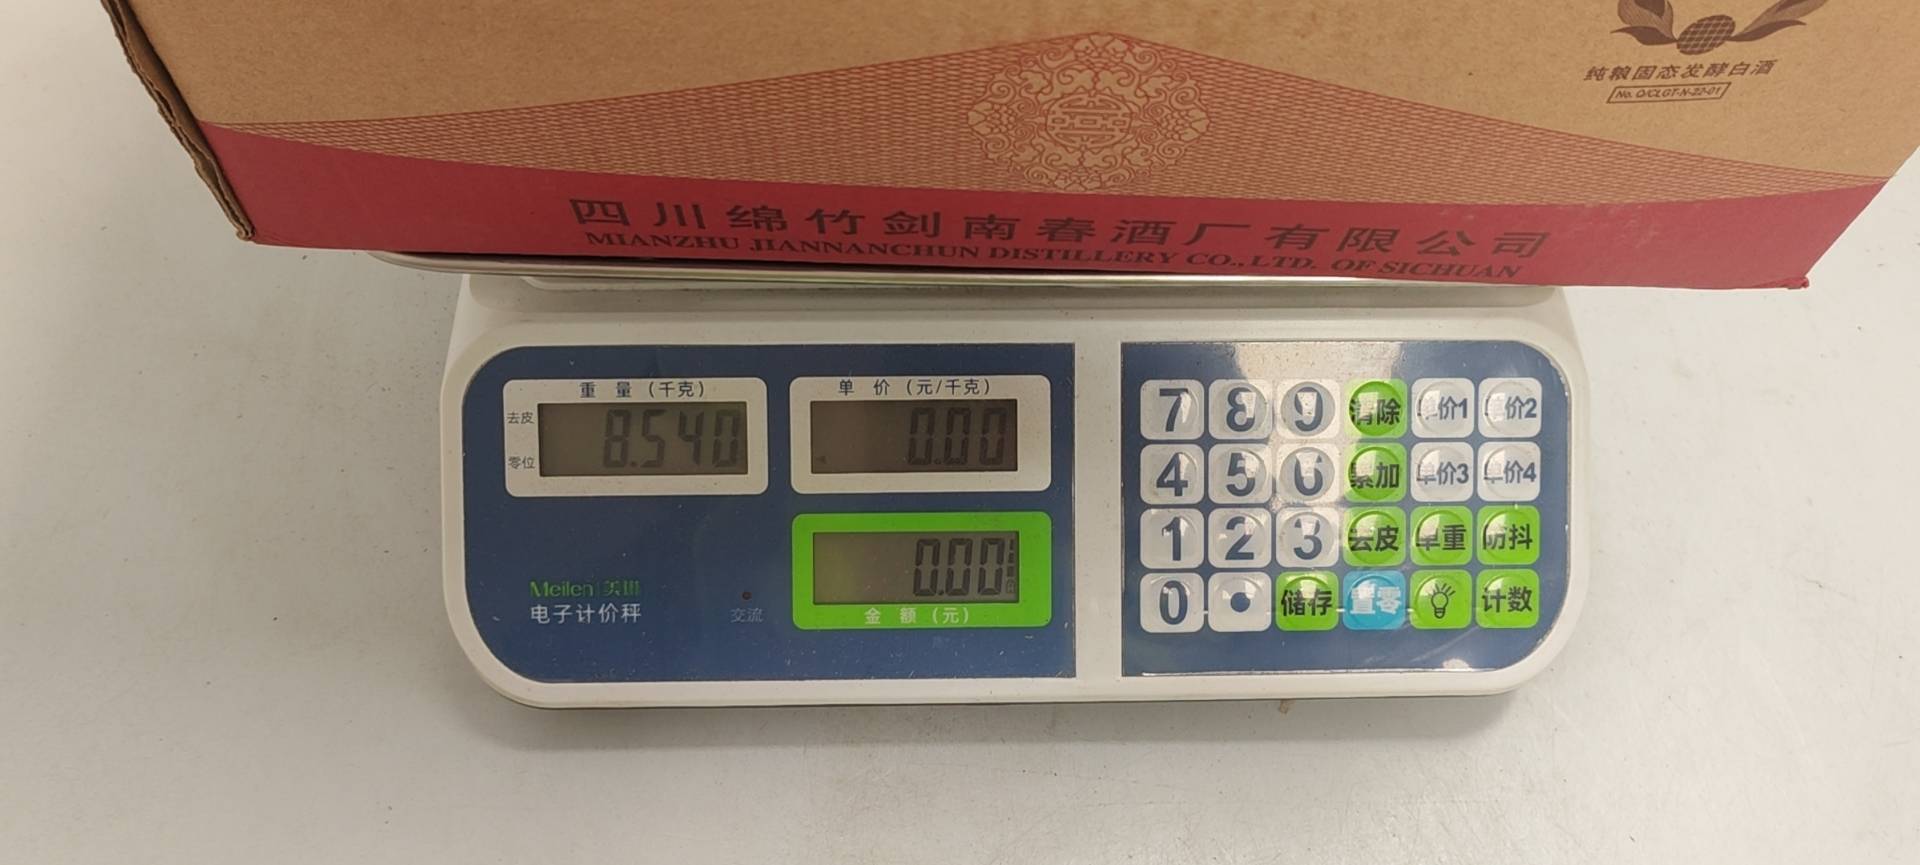 纯粮固态发酵白酒
No. Q/CLGT-N-22-01
四川绵竹剑南春酒厂有限公司
MIANZHU JIANNANCHUN DISTILLERY CO.,LTD. OF SICHUAN
重量(千克)
去皮
零位
8.540
单价(元/千克)
0.00
0.00
金额(元)
Meilen 美琳
电子计价秤
交流
7 8 9 清除 单价1 单价2
4 5 6 累加 单价3 单价4
1 2 3 去皮 单重 防抖
0 . 储存 置零 计数